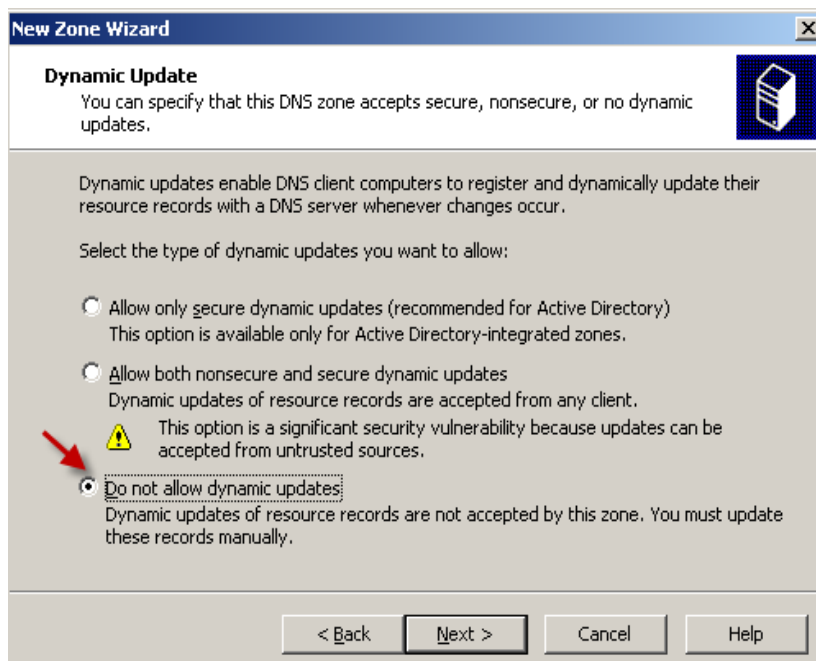 New Zone Wizard
Dynamic Update
You can specify that this DNS zone accepts secure, nonsecure, or no dynamic
updates.
Dynamic updates enable DNS client computers to register and dynamically update their
resource records with a DNS server whenever changes occur.
Select the type of dynamic updates you want to allow:
Allow only secure dynamic updates (recommended for Active Directory)
This option is available only for Active Directory-integrated zones.
Allow both nonsecure and secure dynamic updates
Dynamic updates of resource records are accepted from any client.
This option is a significant security vulnerability because updates can be
accepted from untrusted sources.
Do not allow dynamic updates
Dynamic updates of resource records are not accepted by this zone. You must update
these records manually.
< Back Next > Cancel Help